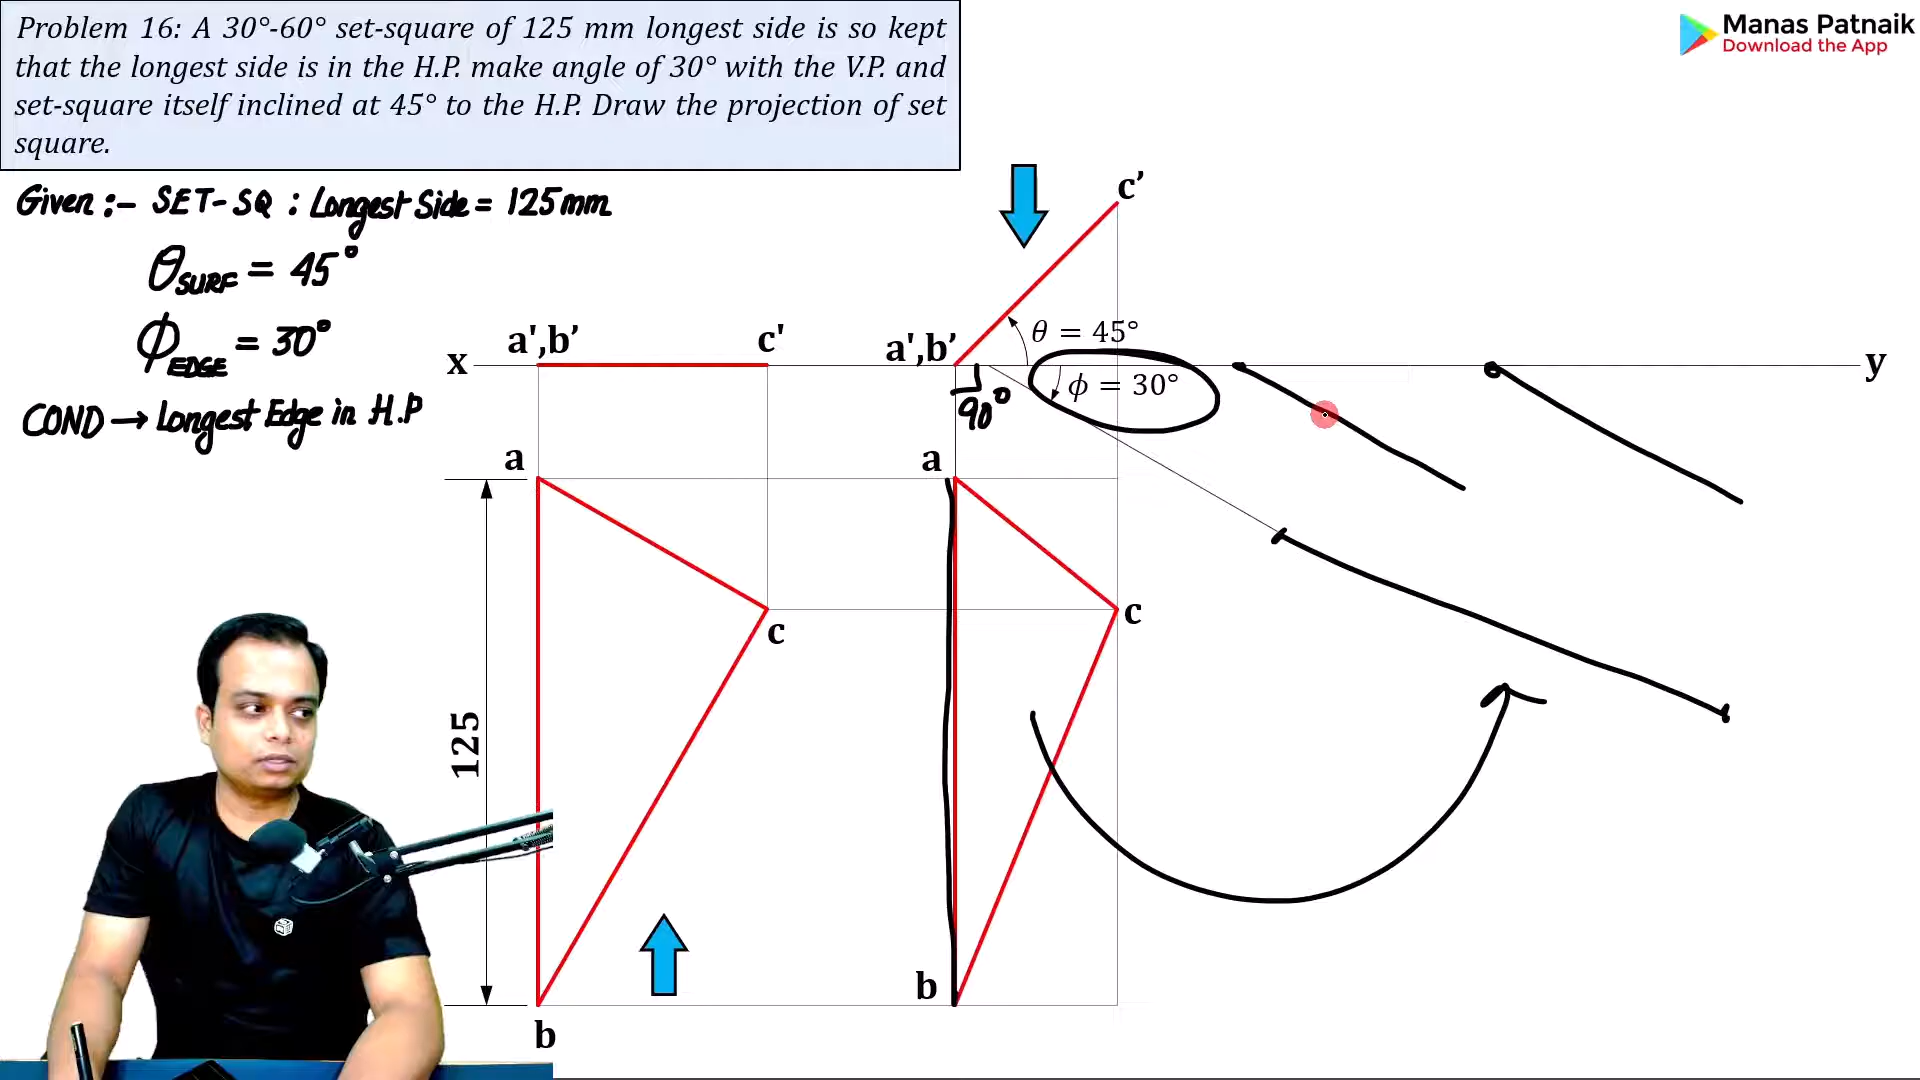 Problem 16: A 30°-60° set-square of 125 mm longest side is so kept
that the longest side is in the H.P. make angle of 30° with the V.P. and
set-square itself inclined at 45° to the H.P. Draw the projection of set
square.
Manas Patnaik
Download the App
Given :- SET-SQ : Longest Side = 125mm
θSURF = 45°
ϕEDGE = 30°
COND → Longest Edge in H.P
c'
θ = 45°
x
a',b'
c'
a',b'
y
ϕ = 30°
90°
a
a
c
c
125
b
b